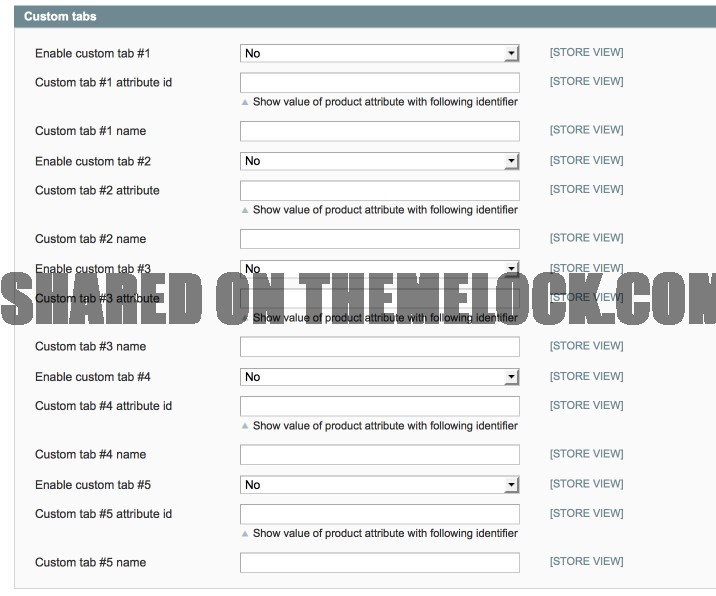 Custom tabs
Enable custom tab #1 No [STORE VIEW]
Custom tab #1 attribute id [STORE VIEW]
Show value of product attribute with following identifier
Custom tab #1 name [STORE VIEW]
Enable custom tab #2 No [STORE VIEW]
Custom tab #2 attribute [STORE VIEW]
Show value of product attribute with following identifier
Custom tab #2 name [STORE VIEW]
Enable custom tab #3 No [STORE VIEW]
SHARED ON THEMELOCK.COM
Custom tab #3 attribute [STORE VIEW]
Show value of product attribute with following identifier
Custom tab #3 name [STORE VIEW]
Enable custom tab #4 No [STORE VIEW]
Custom tab #4 attribute id [STORE VIEW]
Show value of product attribute with following identifier
Custom tab #4 name [STORE VIEW]
Enable custom tab #5 No [STORE VIEW]
Custom tab #5 attribute id [STORE VIEW]
Show value of product attribute with following identifier
Custom tab #5 name [STORE VIEW]